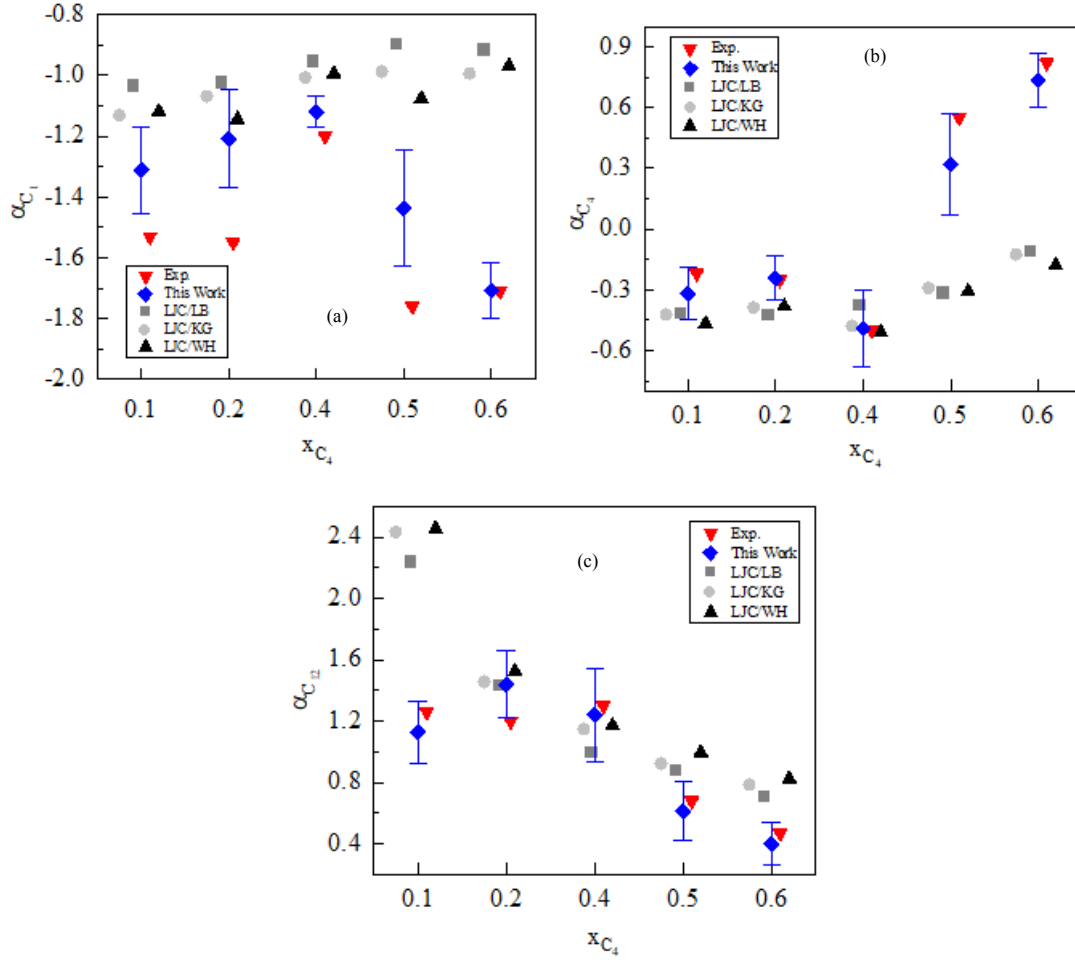 -0.8
-1.0
-1.2
-1.4
-1.6
-1.8
-2.0
α_C1
Exp.
This Work
LJC/LB
LJC/KG
LJC/WH
(a)
0.1 0.2 0.4 0.5 0.6
x_C4
0.9
0.6
0.3
0.0
-0.3
-0.6
α_C4
Exp.
This Work
LJC/LB
LJC/KG
LJC/WH
(b)
0.1 0.2 0.4 0.5 0.6
x_C4
2.4
2.0
1.6
1.2
0.8
0.4
α_C12
(c)
Exp.
This Work
LJC/LB
LJC/KG
LJC/WH
0.1 0.2 0.4 0.5 0.6
x_C4